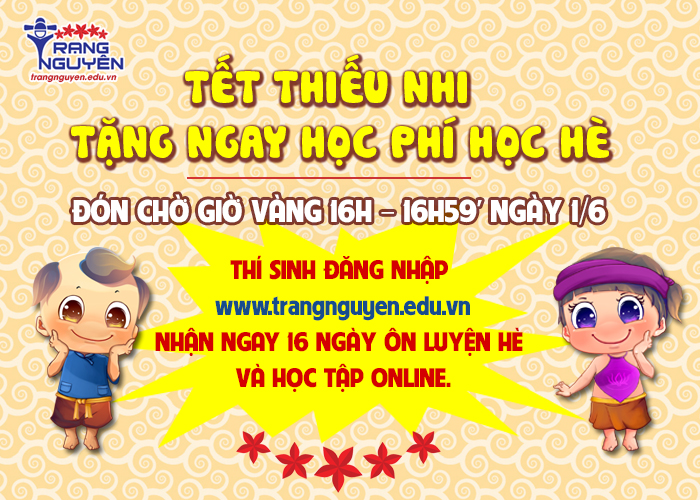 TRANG
NGUYÊN
trangnguyen.edu.vn
TẾT THIẾU NHI
TẶNG NGAY HỌC PHÍ HỌC HÈ
ĐÓN CHỜ GIỜ VÀNG 16H - 16H59' NGÀY 1/6
THÍ SINH ĐĂNG NHẬP
www.trangnguyen.edu.vn
NHẬN NGAY 16 NGÀY ÔN LUYỆN HÈ
VÀ HỌC TẬP ONLINE.